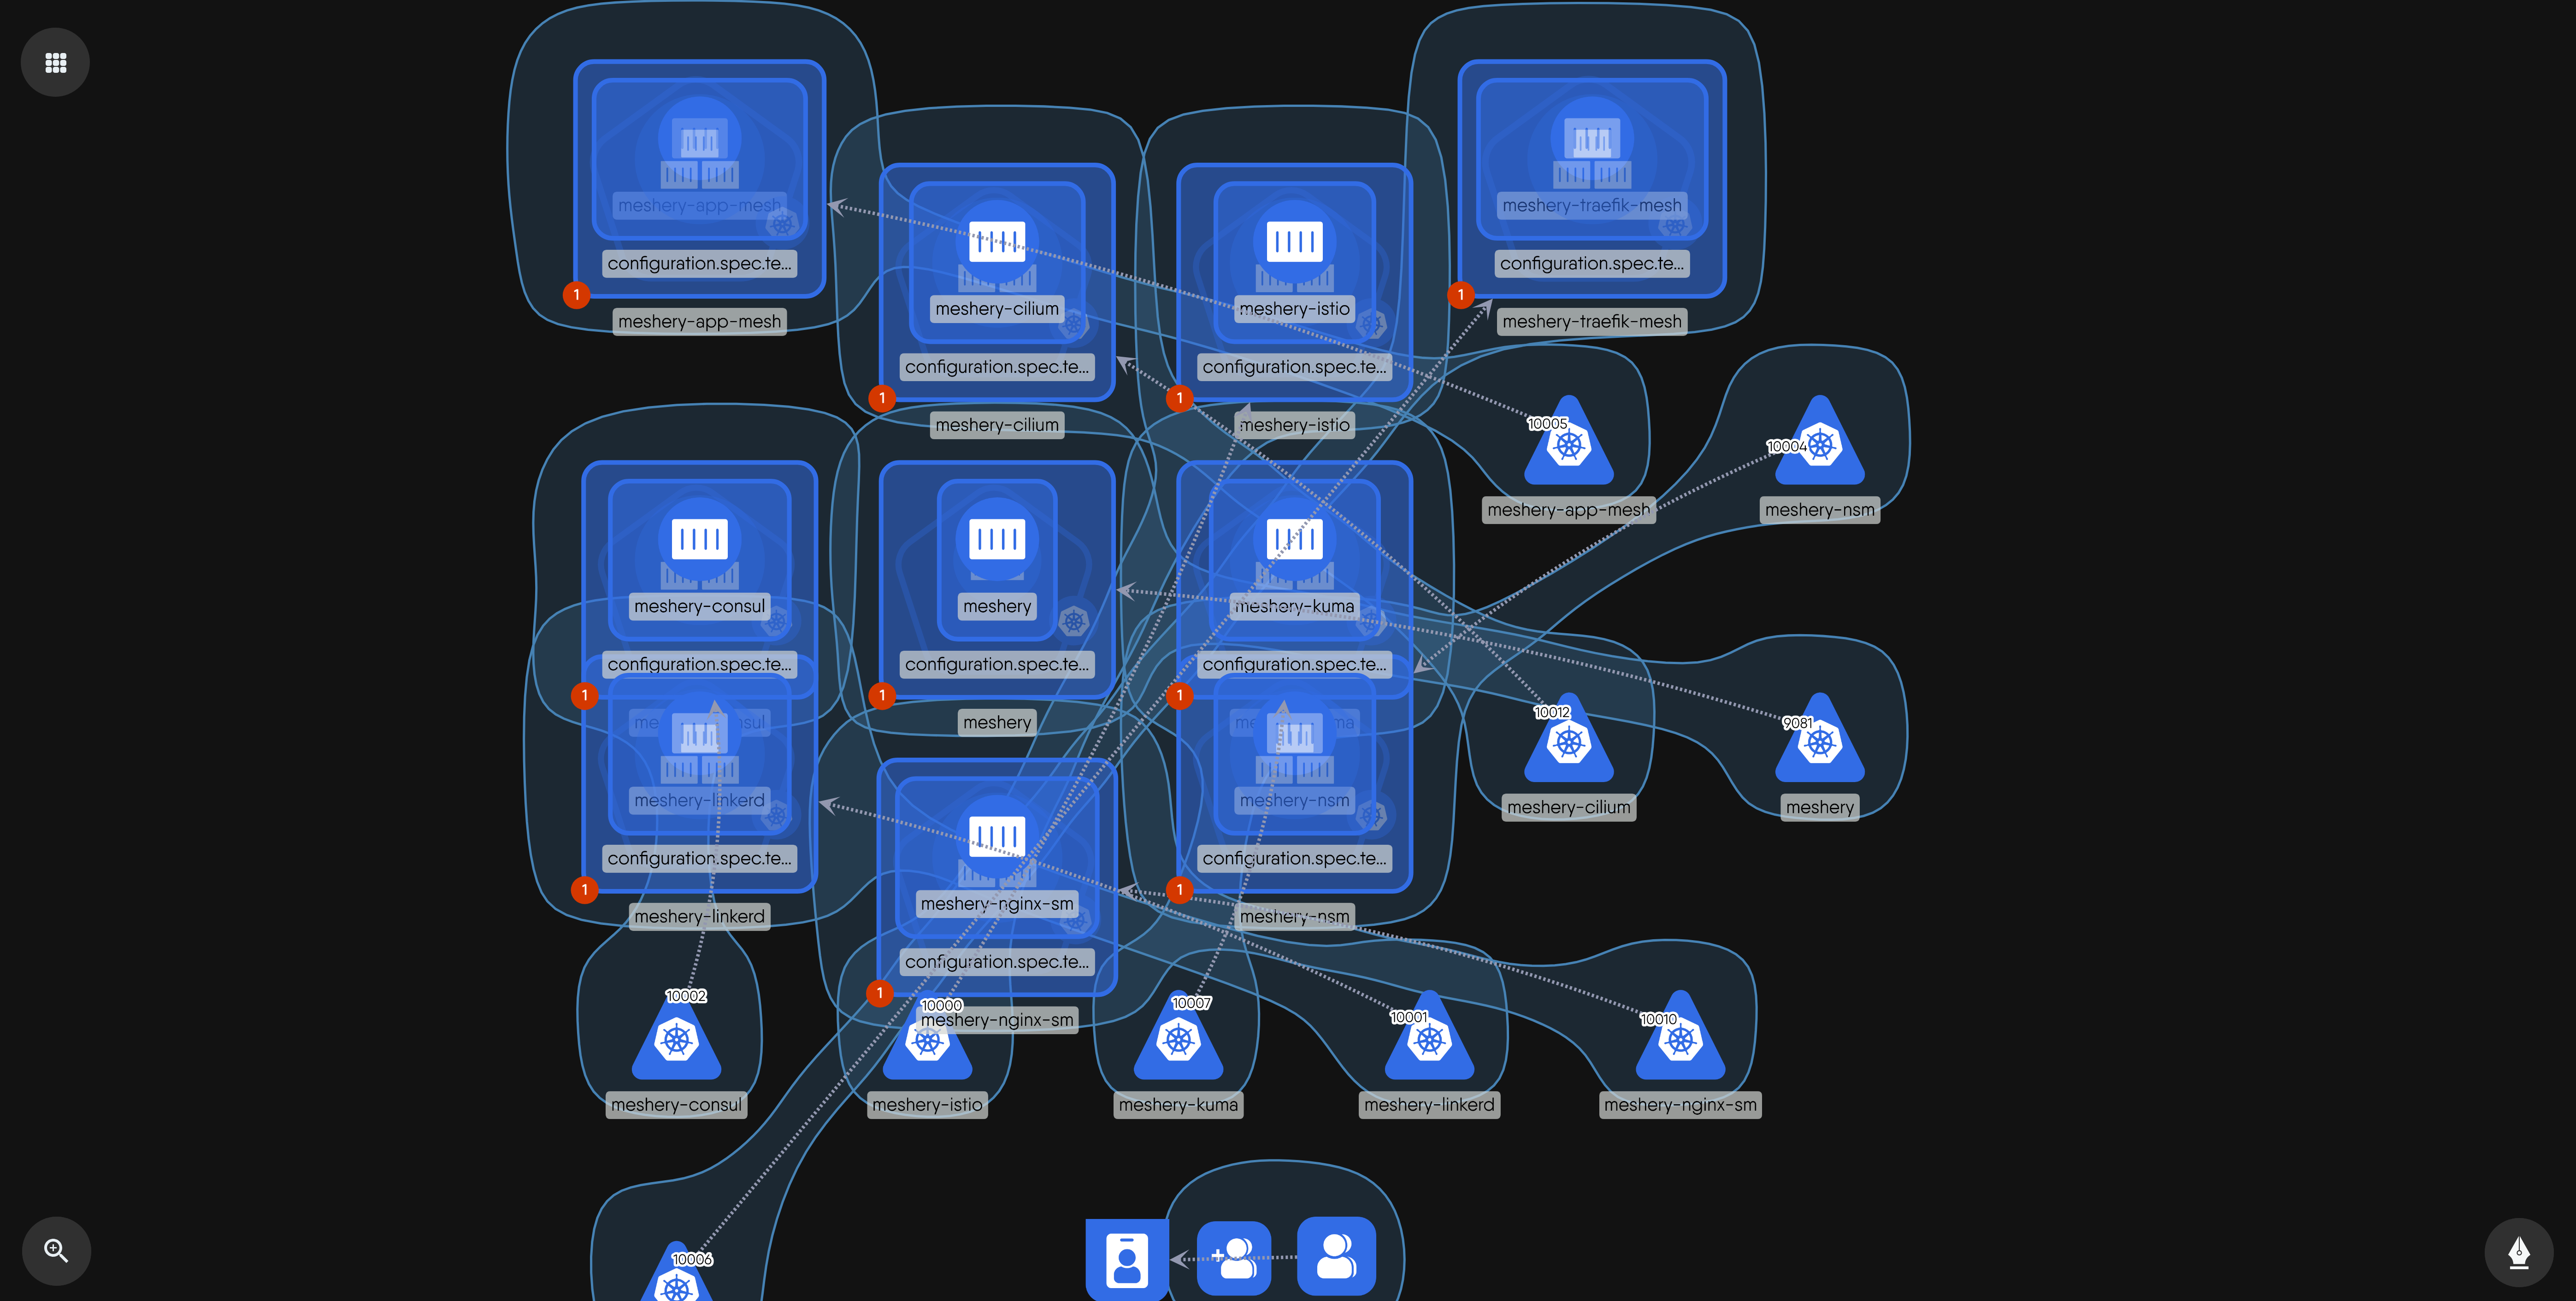 meshery-app-mesh
configuration.spec.te...
1
meshery-app-mesh
meshery-cilium
configuration.spec.te...
1
meshery-cilium
meshery-istio
configuration.spec.te...
1
meshery-istio
meshery-traefik-mesh
configuration.spec.te...
1
meshery-traefik-mesh
10005
meshery-app-mesh
10004
meshery-nsm
meshery-consul
configuration.spec.te...
1
meshery
configuration.spec.te...
1
meshery
meshery-kuma
configuration.spec.te...
1
meshery-linkerd
configuration.spec.te...
1
meshery-linkerd
meshery-nsm
configuration.spec.te...
1
meshery-nsm
10012
meshery-cilium
9081
meshery
meshery-nginx-sm
configuration.spec.te...
1
meshery-nginx-sm
10002
meshery-consul
10000
meshery-istio
10007
meshery-kuma
10001
meshery-linkerd
10010
meshery-nginx-sm
10006